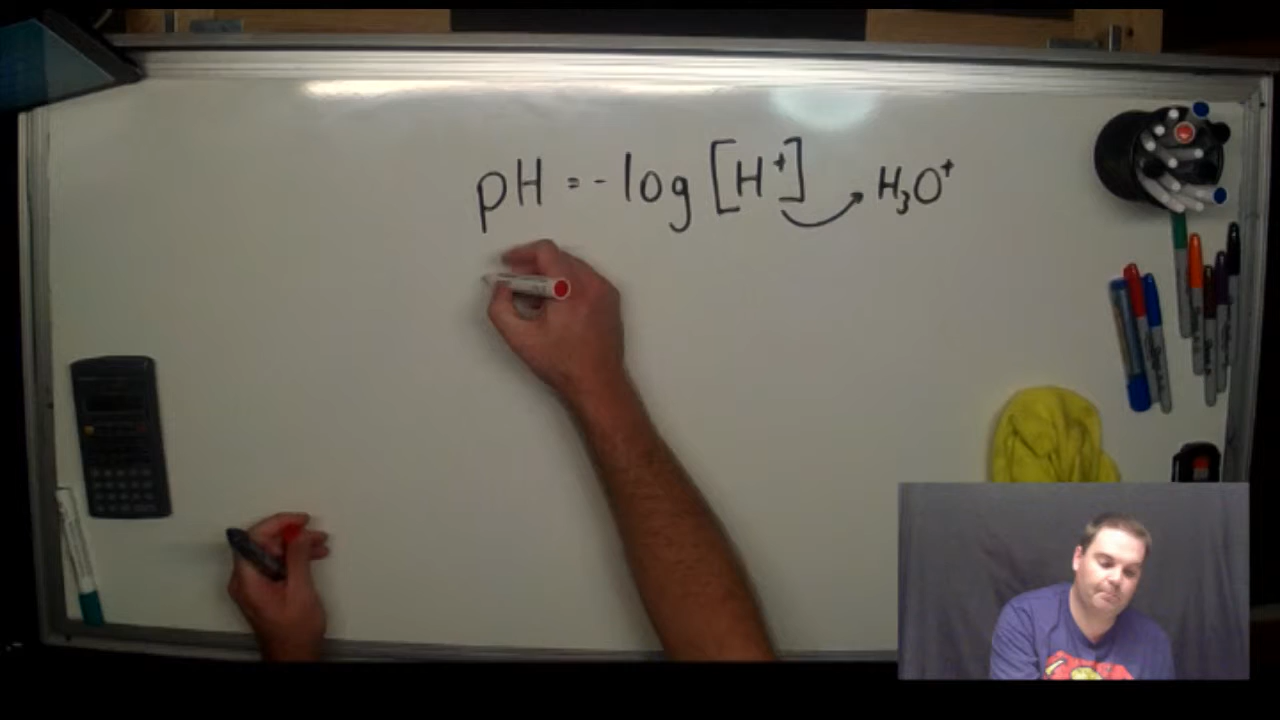 pH = -log [H⁺] → H₃O⁺